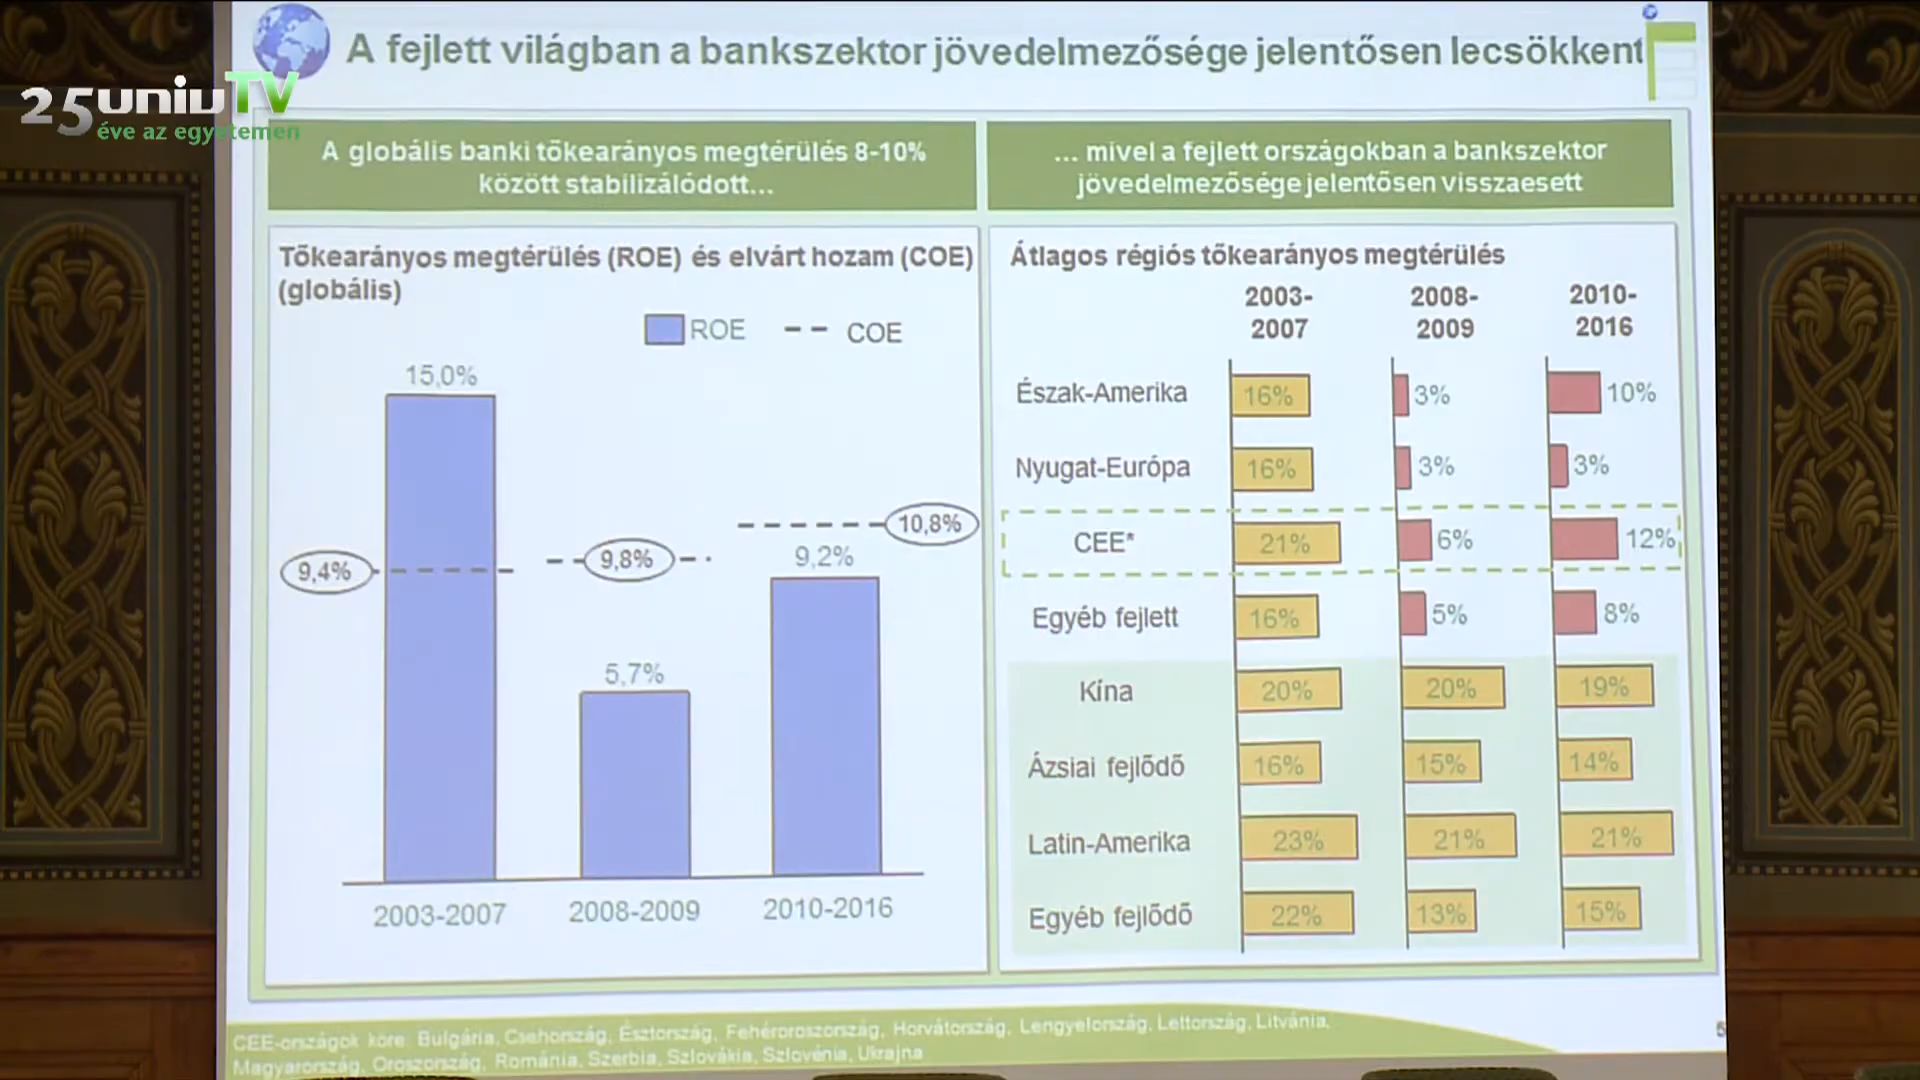 A fejlett világban a bankszektor jövedelmezősége jelentősen lecsökkent
25 uniu TV
éve az egyetemen
A globális banki tőkearányos megtérülés 8-10%
között stabilizálódott...
... mivel a fejlett országokban a bankszektor
jövedelmezősége jelentősen visszaesett
Tőkearányos megtérülés (ROE) és elvárt hozam (COE)
(globális)
ROE COE
15,0%
9,4%
9,8%
10,8%
9,2%
5,7%
2003-2007 2008-2009 2010-2016
Átlagos régiós tőkearányos megtérülés
2003- 2008- 2010-
2007 2009 2016
Észak-Amerika 16% 3% 10%
Nyugat-Európa 16% 3% 3%
CEE* 21% 6% 12%
Egyéb fejlett 16% 5% 8%
Kína 20% 20% 19%
Ázsiai fejlődő 16% 15% 14%
Latin-Amerika 23% 21% 21%
Egyéb fejlődő 22% 13% 15%
CEE-országok köre: Bulgária, Csehország, Észtország, Fehéroroszország, Horvátország, Lengyelország, Lettország, Litvánia,
Magyarország, Oroszország, Románia, Szerbia, Szlovákia, Szlovénia, Ukrajna
5